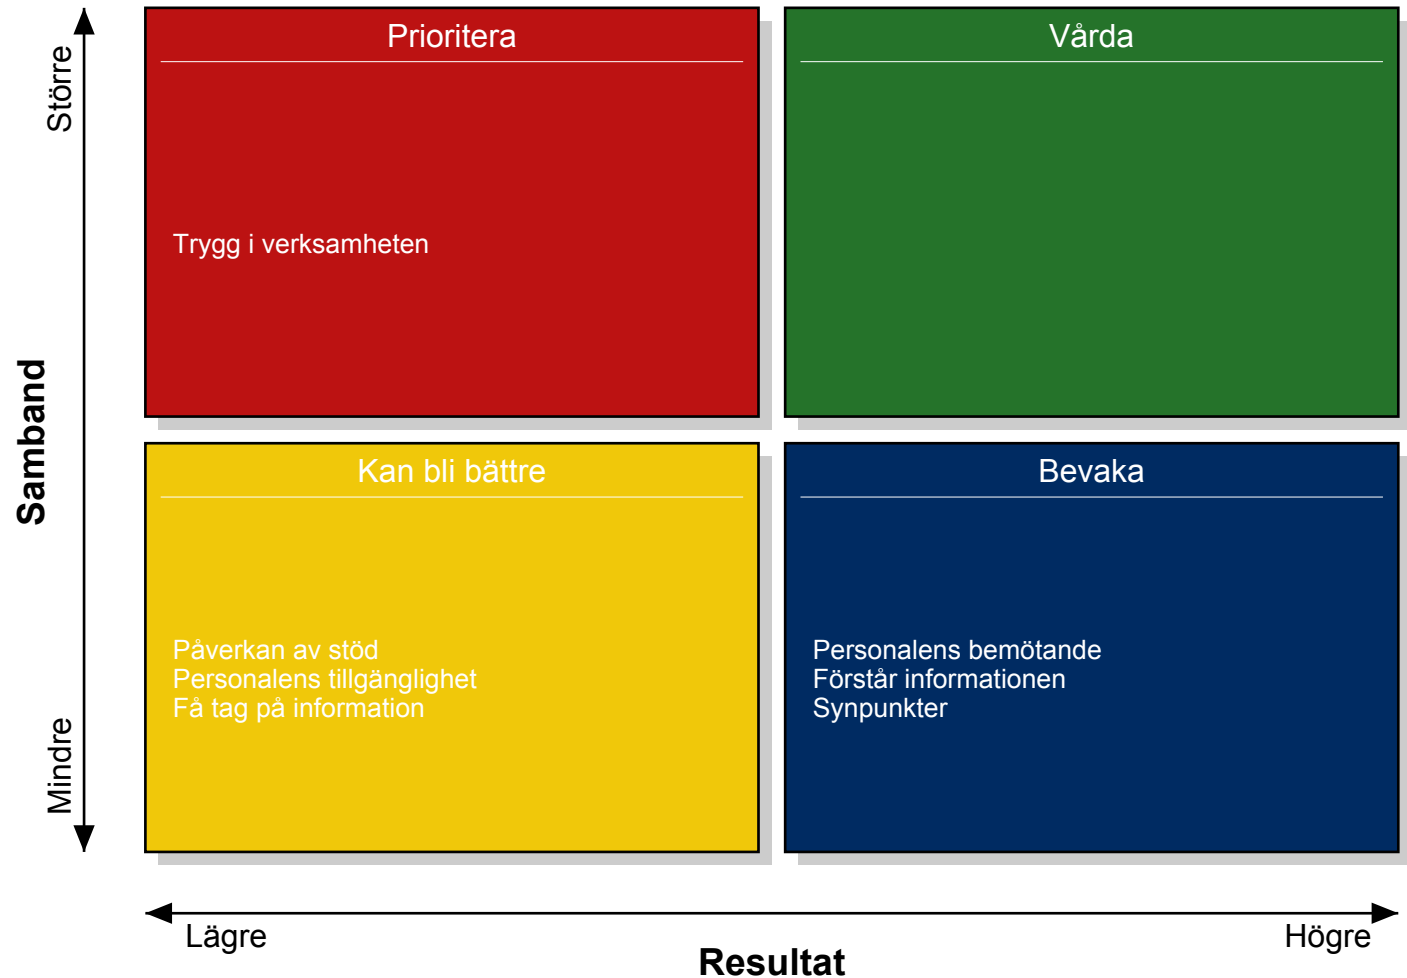 Prioritera
Vårda
Större
Trygg i verksamheten
Samband
Kan bli bättre
Bevaka
Påverkan av stöd
Personalens tillgänglighet
Få tag på information
Personalens bemötande
Förstår informationen
Synpunkter
Mindre
Lägre
Högre
Resultat